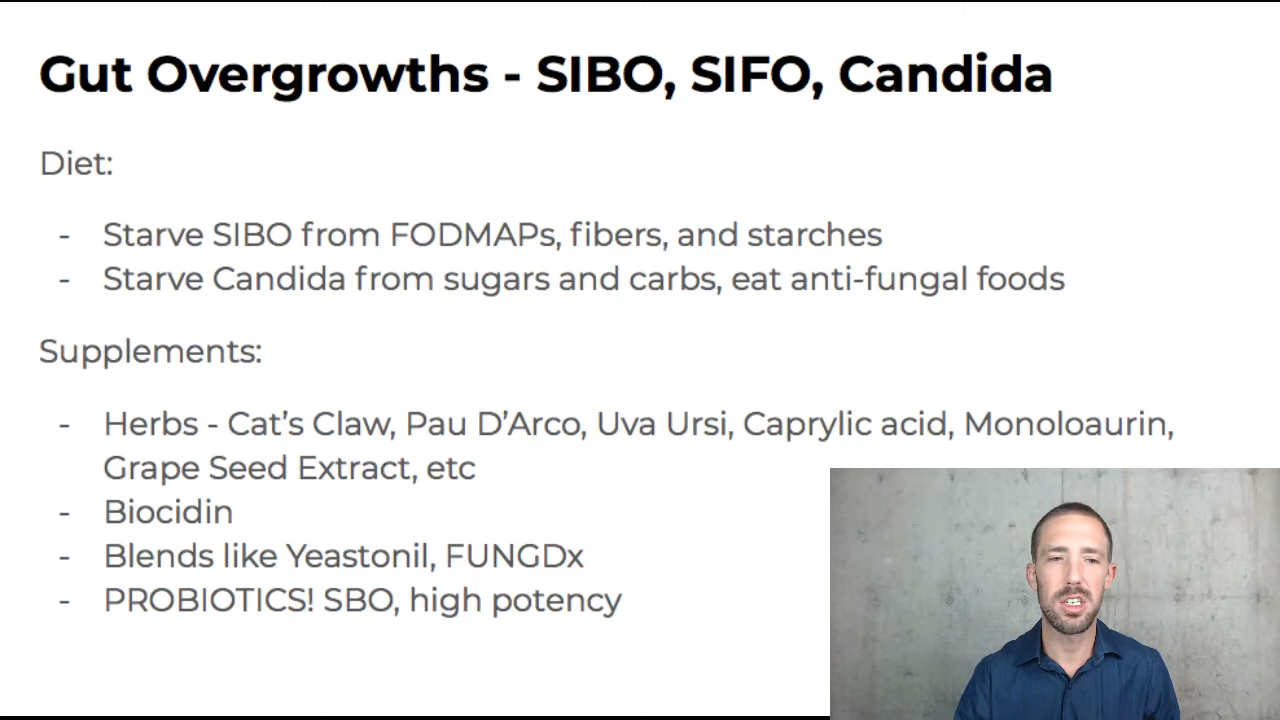 Gut Overgrowths - SIBO, SIFO, Candida
Diet:
- Starve SIBO from FODMAPs, fibers, and starches
- Starve Candida from sugars and carbs, eat anti-fungal foods
Supplements:
- Herbs - Cat’s Claw, Pau D’Arco, Uva Ursi, Caprylic acid, Monoloaurin,
Grape Seed Extract, etc
- Biocidin
- Blends like Yeastonil, FUNGDx
- PROBIOTICS! SBO, high potency